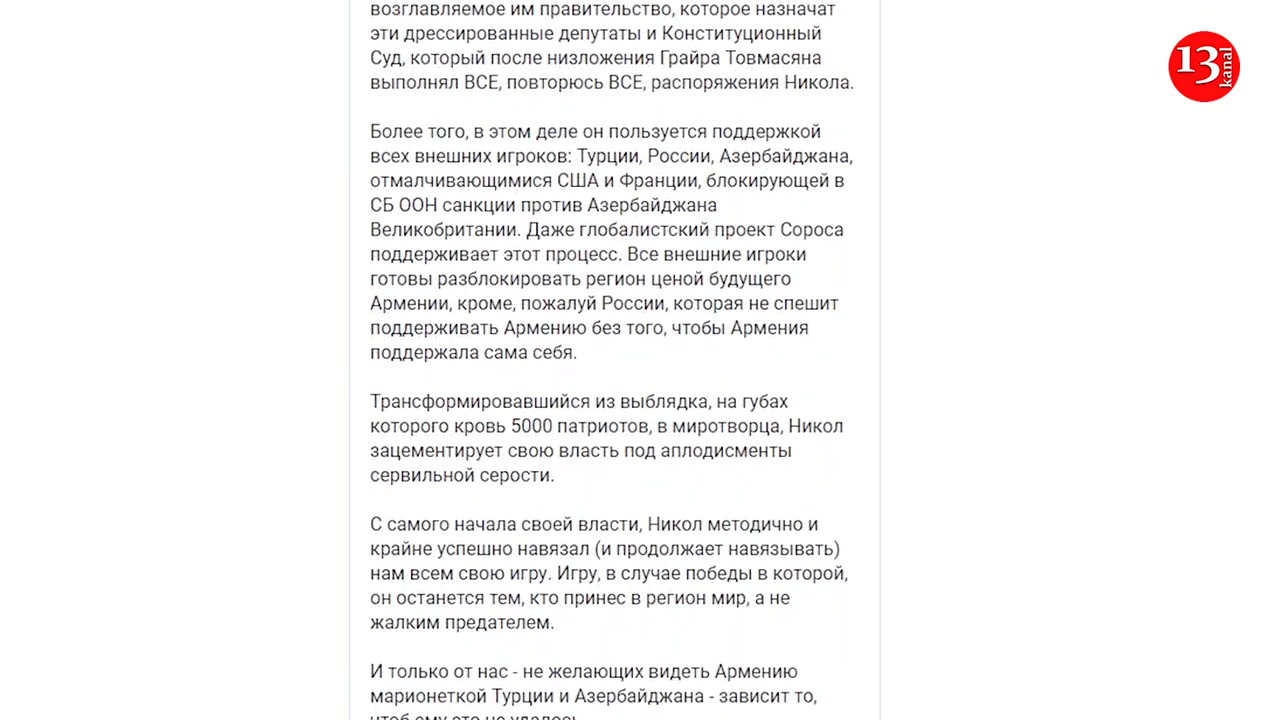 возглавляемое им правительство, которое назначат
эти дрессированные депутаты и Конституционный
Суд, который после низложения Грайра Товмасяна
выполнял ВСЕ, повторюсь ВСЕ, распоряжения Никола.
Более того, в этом деле он пользуется поддержкой
всех внешних игроков: Турции, России, Азербайджана,
отмалчивающимися США и Франции, блокирующей в
СБ ООН санкции против Азербайджана
Великобритании. Даже глобалистский проект Сороса
поддерживает этот процесс. Все внешние игроки
готовы разблокировать регион ценой будущего
Армении, кроме, пожалуй России, которая не спешит
поддерживать Армению без того, чтобы Армения
поддержала сама себя.
Трансформировавшийся из выблядка, на губах
которого кровь 5000 патриотов, в миротворца, Никол
зацементирует свою власть под аплодисменты
сервильной серости.
С самого начала своей власти, Никол методично и
крайне успешно навязал (и продолжает навязывать)
нам всем свою игру. Игру, в случае победы в которой,
он останется тем, кто принес в регион мир, а не
жалким предателем.
И только от нас - не желающих видеть Армению
марионеткой Турции и Азербайджана - зависит то,
чтоб ему это не удалось
13 kanal